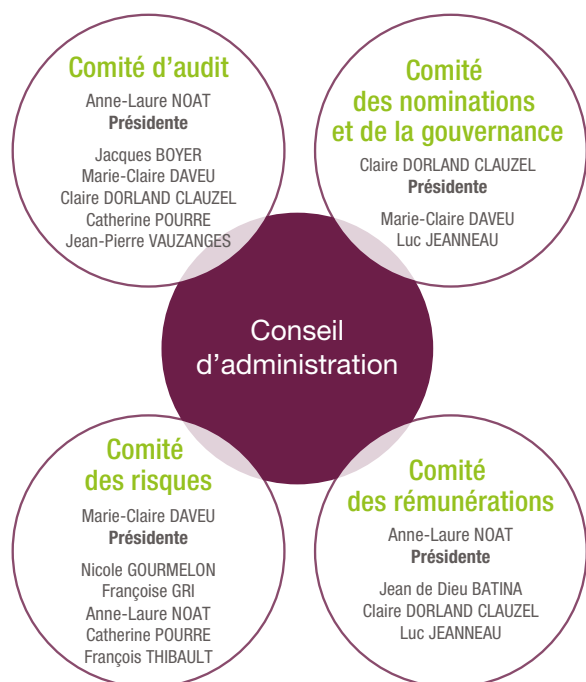 Comité d'audit
Anne-Laure NOAT
Présidente
Jacques BOYER
Marie-Claire DAVEU
Claire DORLAND CLAUZEL
Catherine POURRE
Jean-Pierre VAUZANGES
Comité
des nominations
et de la gouvernance
Claire DORLAND CLAUZEL
Présidente
Marie-Claire DAVEU
Luc JEANNEAU
Conseil
d'administration
Comité
des risques
Marie-Claire DAVEU
Présidente
Nicole GOURMELON
Françoise GRI
Anne-Laure NOAT
Catherine POURRE
François THIBAULT
Comité
des rémunérations
Anne-Laure NOAT
Présidente
Jean de Dieu BATINA
Claire DORLAND CLAUZEL
Luc JEANNEAU